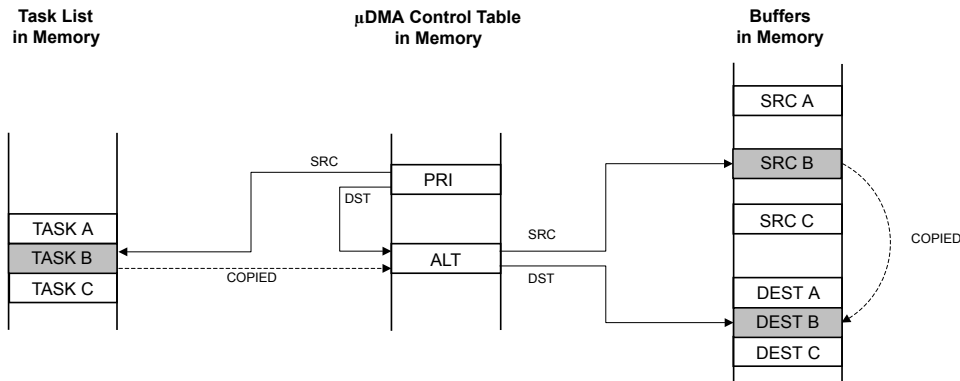 Task List
in Memory
µDMA Control Table
in Memory
Buffers
in Memory
SRC A
SRC
SRC B
PRI
DST
TASK A
SRC C
SRC
COPIED
TASK B
ALT
COPIED
DST
TASK C
DEST A
DEST B
DEST C